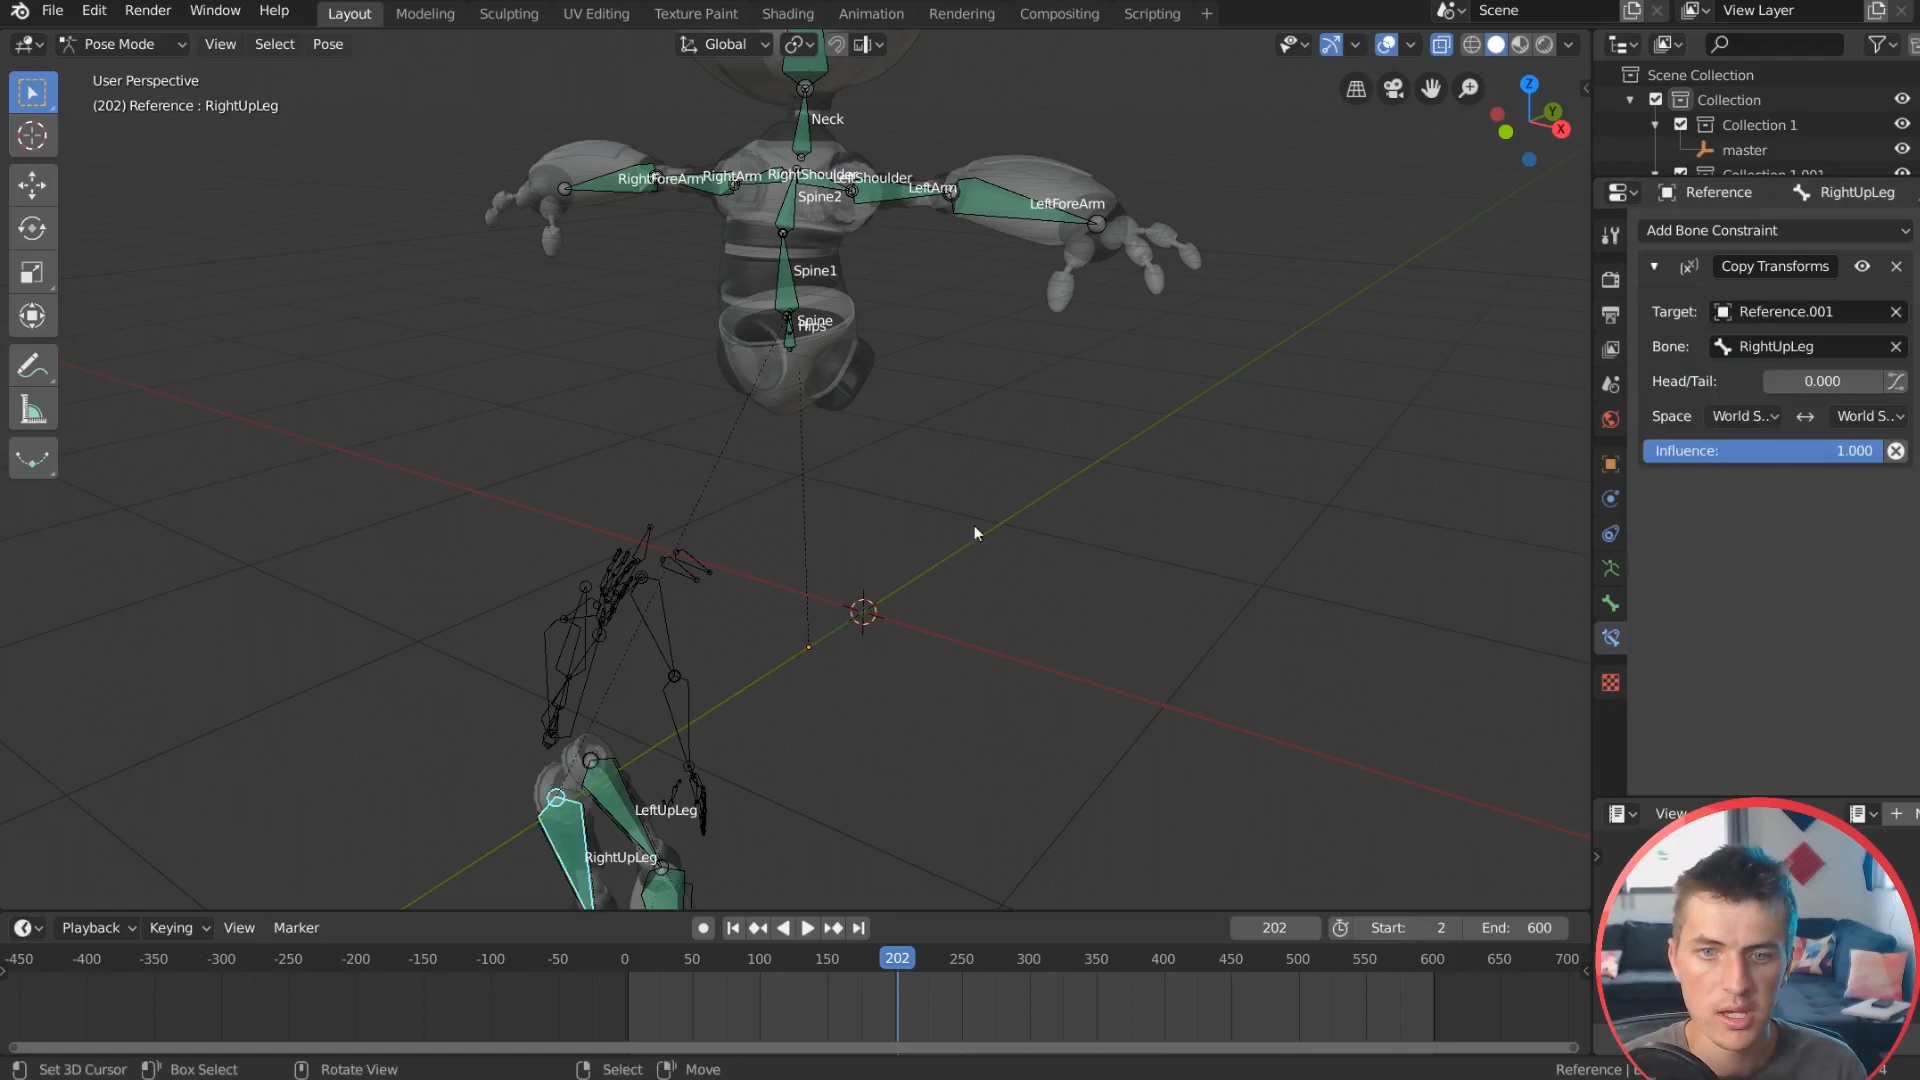 File Edit Render Window Help Layout Modeling Sculpting UV Editing Texture Paint Shading Animation Rendering Compositing Scripting + Scene View Layer
Pose Mode View Select Pose Global
User Perspective
(202) Reference : RightUpLeg
Scene Collection
Collection
Collection 1
master
Reference RightUpLeg
Add Bone Constraint
Copy Transforms
Target: Reference.001
Bone: RightUpLeg
Head/Tail: 0.000
Space World S.. World S..
Influence: 1.000
Z
Y
X
Neck
RightForeArm
RightArm
RightShoulder
LeftArm
Spine2
LeftForeArm
Spine1
Spine
Hips
LeftUpLeg
RightUpLeg
View
Playback Keying View Marker 202 Start: 2 End: 600
-450 -400 -350 -300 -250 -200 -150 -100 -50 0 50 100 150 202 250 300 350 400 450 500 550 600 650 700
Set 3D Cursor Box Select Rotate View Select Move Reference |